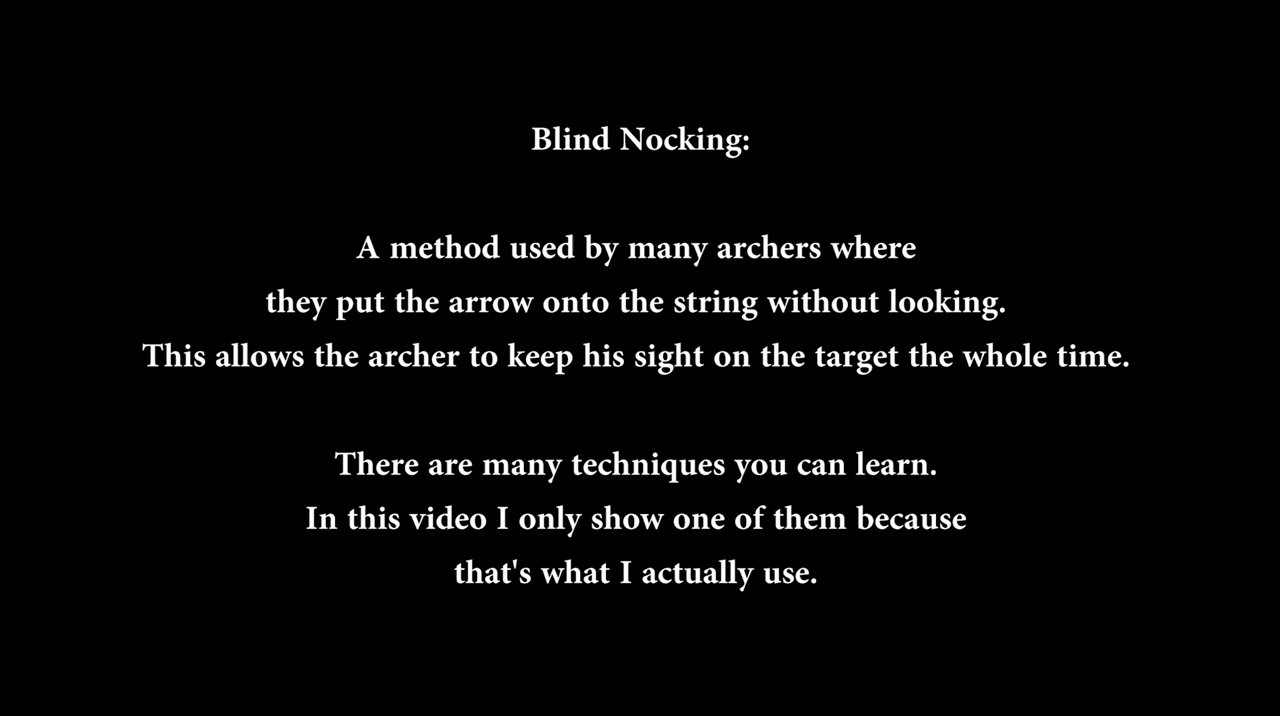 Blind Nocking:
A method used by many archers where
they put the arrow onto the string without looking.
This allows the archer to keep his sight on the target the whole time.
There are many techniques you can learn.
In this video I only show one of them because
that's what I actually use.